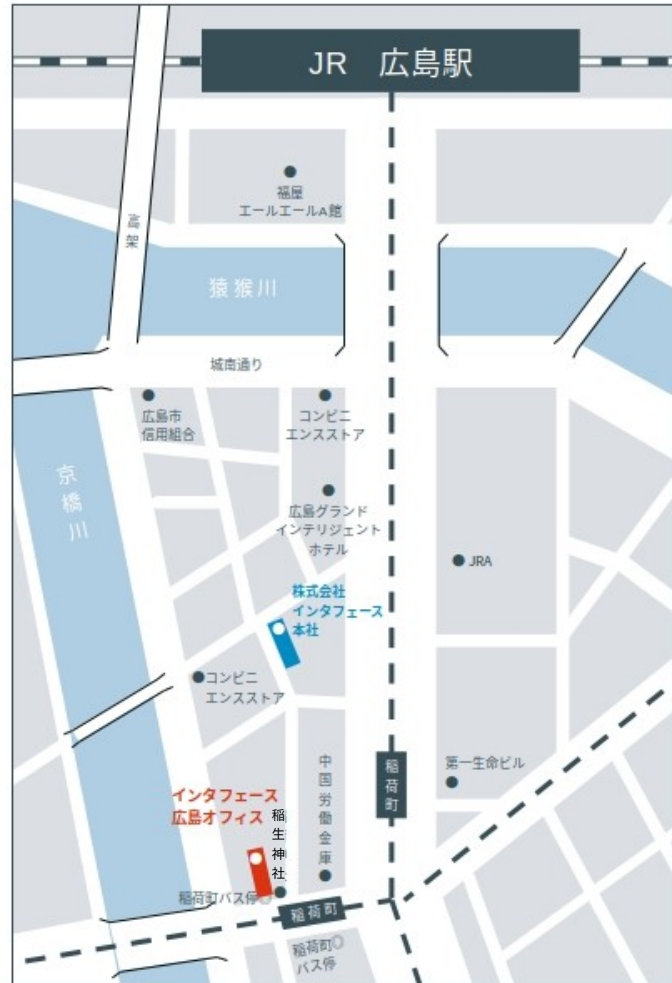 JR 広島駅
福屋
エールエールA館
高架
猿猴川
城南通り
広島市
信用組合
コンビニ
エンスストア
京橋川
広島グランド
インテリジェント
ホテル
JRA
株式会社
インタフェース
本社
コンビニ
エンスストア
中国労働金庫
稲荷町
第一生命ビル
インタフェース
広島オフィス
稲
生
神
社
稲荷町バス停
稲荷町
稲荷町
バス停